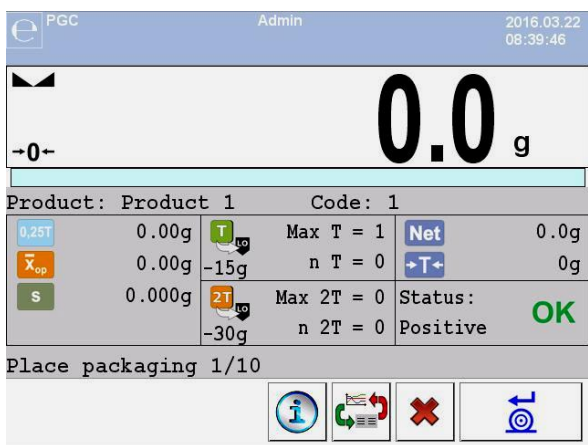 e PGC Admin 2016.03.22
08:39:46
0.0 g
→0←
Product: Product 1 Code: 1
0,25T 0.00g T LO Max T = 1 Net 0.0g
X̄op 0.00g -15g n T = 0 →T← 0g
s 0.000g 2T LO Max 2T = 0 Status: OK
-30g n 2T = 0 Positive
Place packaging 1/10
i